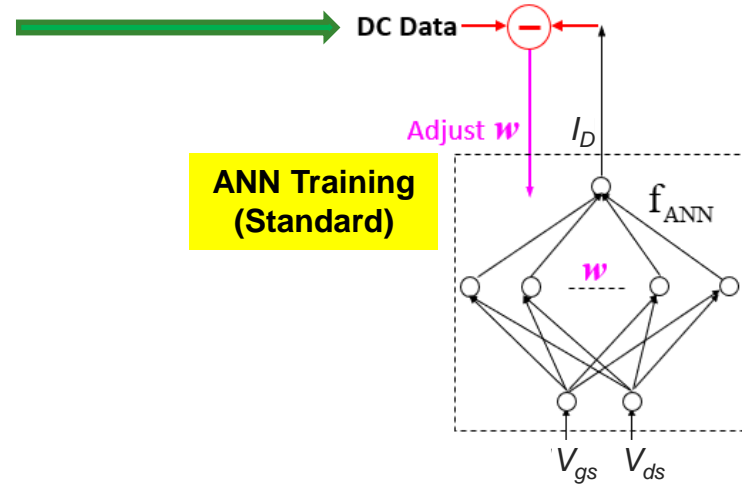 DC Data −
Adjust w
I_D
ANN Training
(Standard)
f_ANN
w
V_gs V_ds